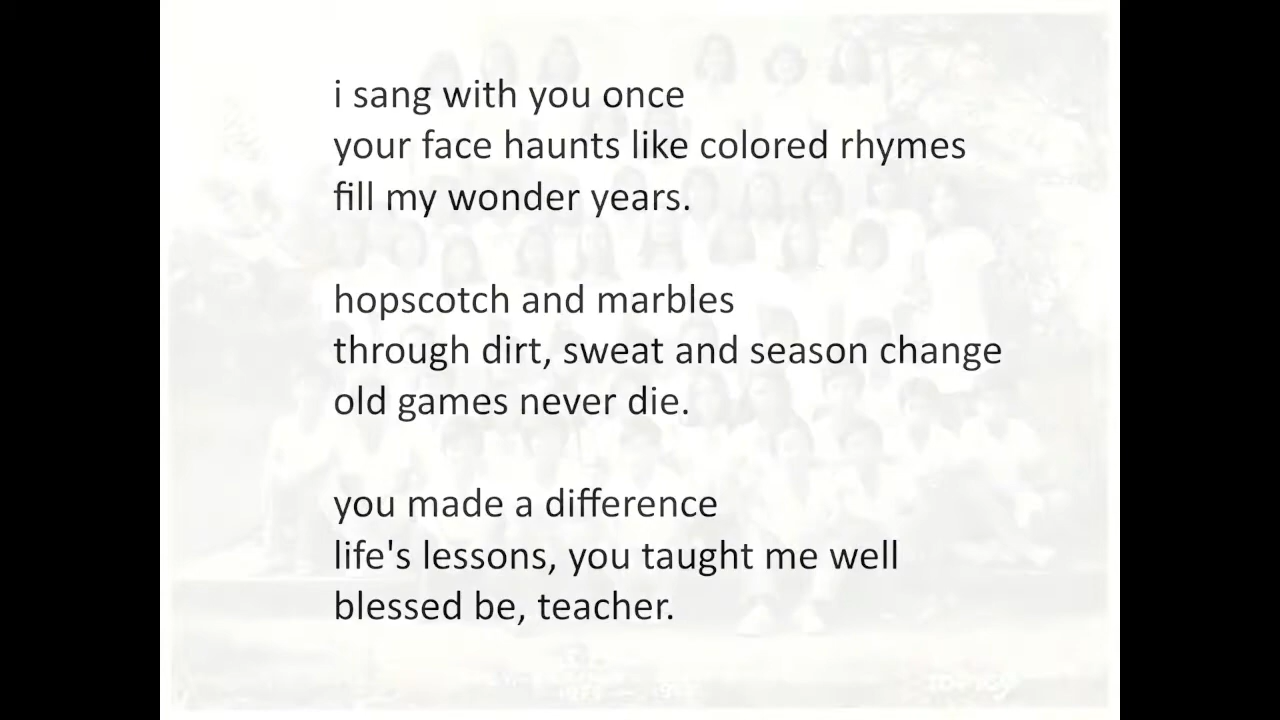 i sang with you once
your face haunts like colored rhymes
fill my wonder years.
hopscotch and marbles
through dirt, sweat and season change
old games never die.
you made a difference
life's lessons, you taught me well
blessed be, teacher.